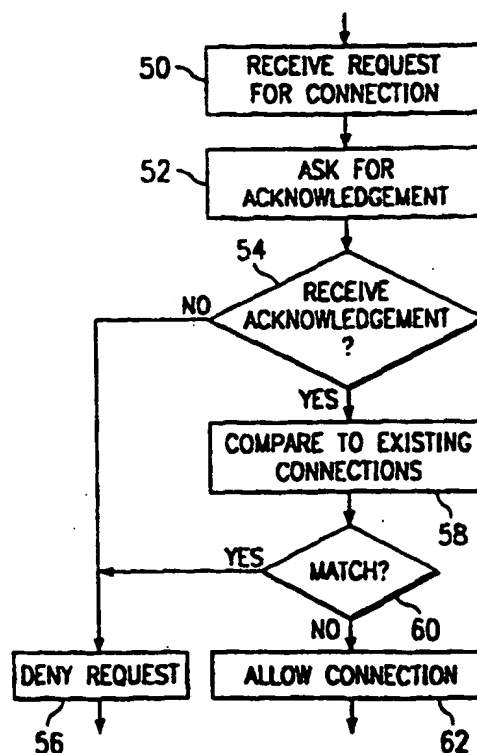 50
RECEIVE REQUEST
FOR CONNECTION
52
ASK FOR
ACKNOWLEDGEMENT
54
NO
RECEIVE
ACKNOWLEDGEMENT
?
YES
COMPARE TO EXISTING
CONNECTIONS
58
YES
MATCH?
60
NO
DENY REQUEST
ALLOW CONNECTION
56
62